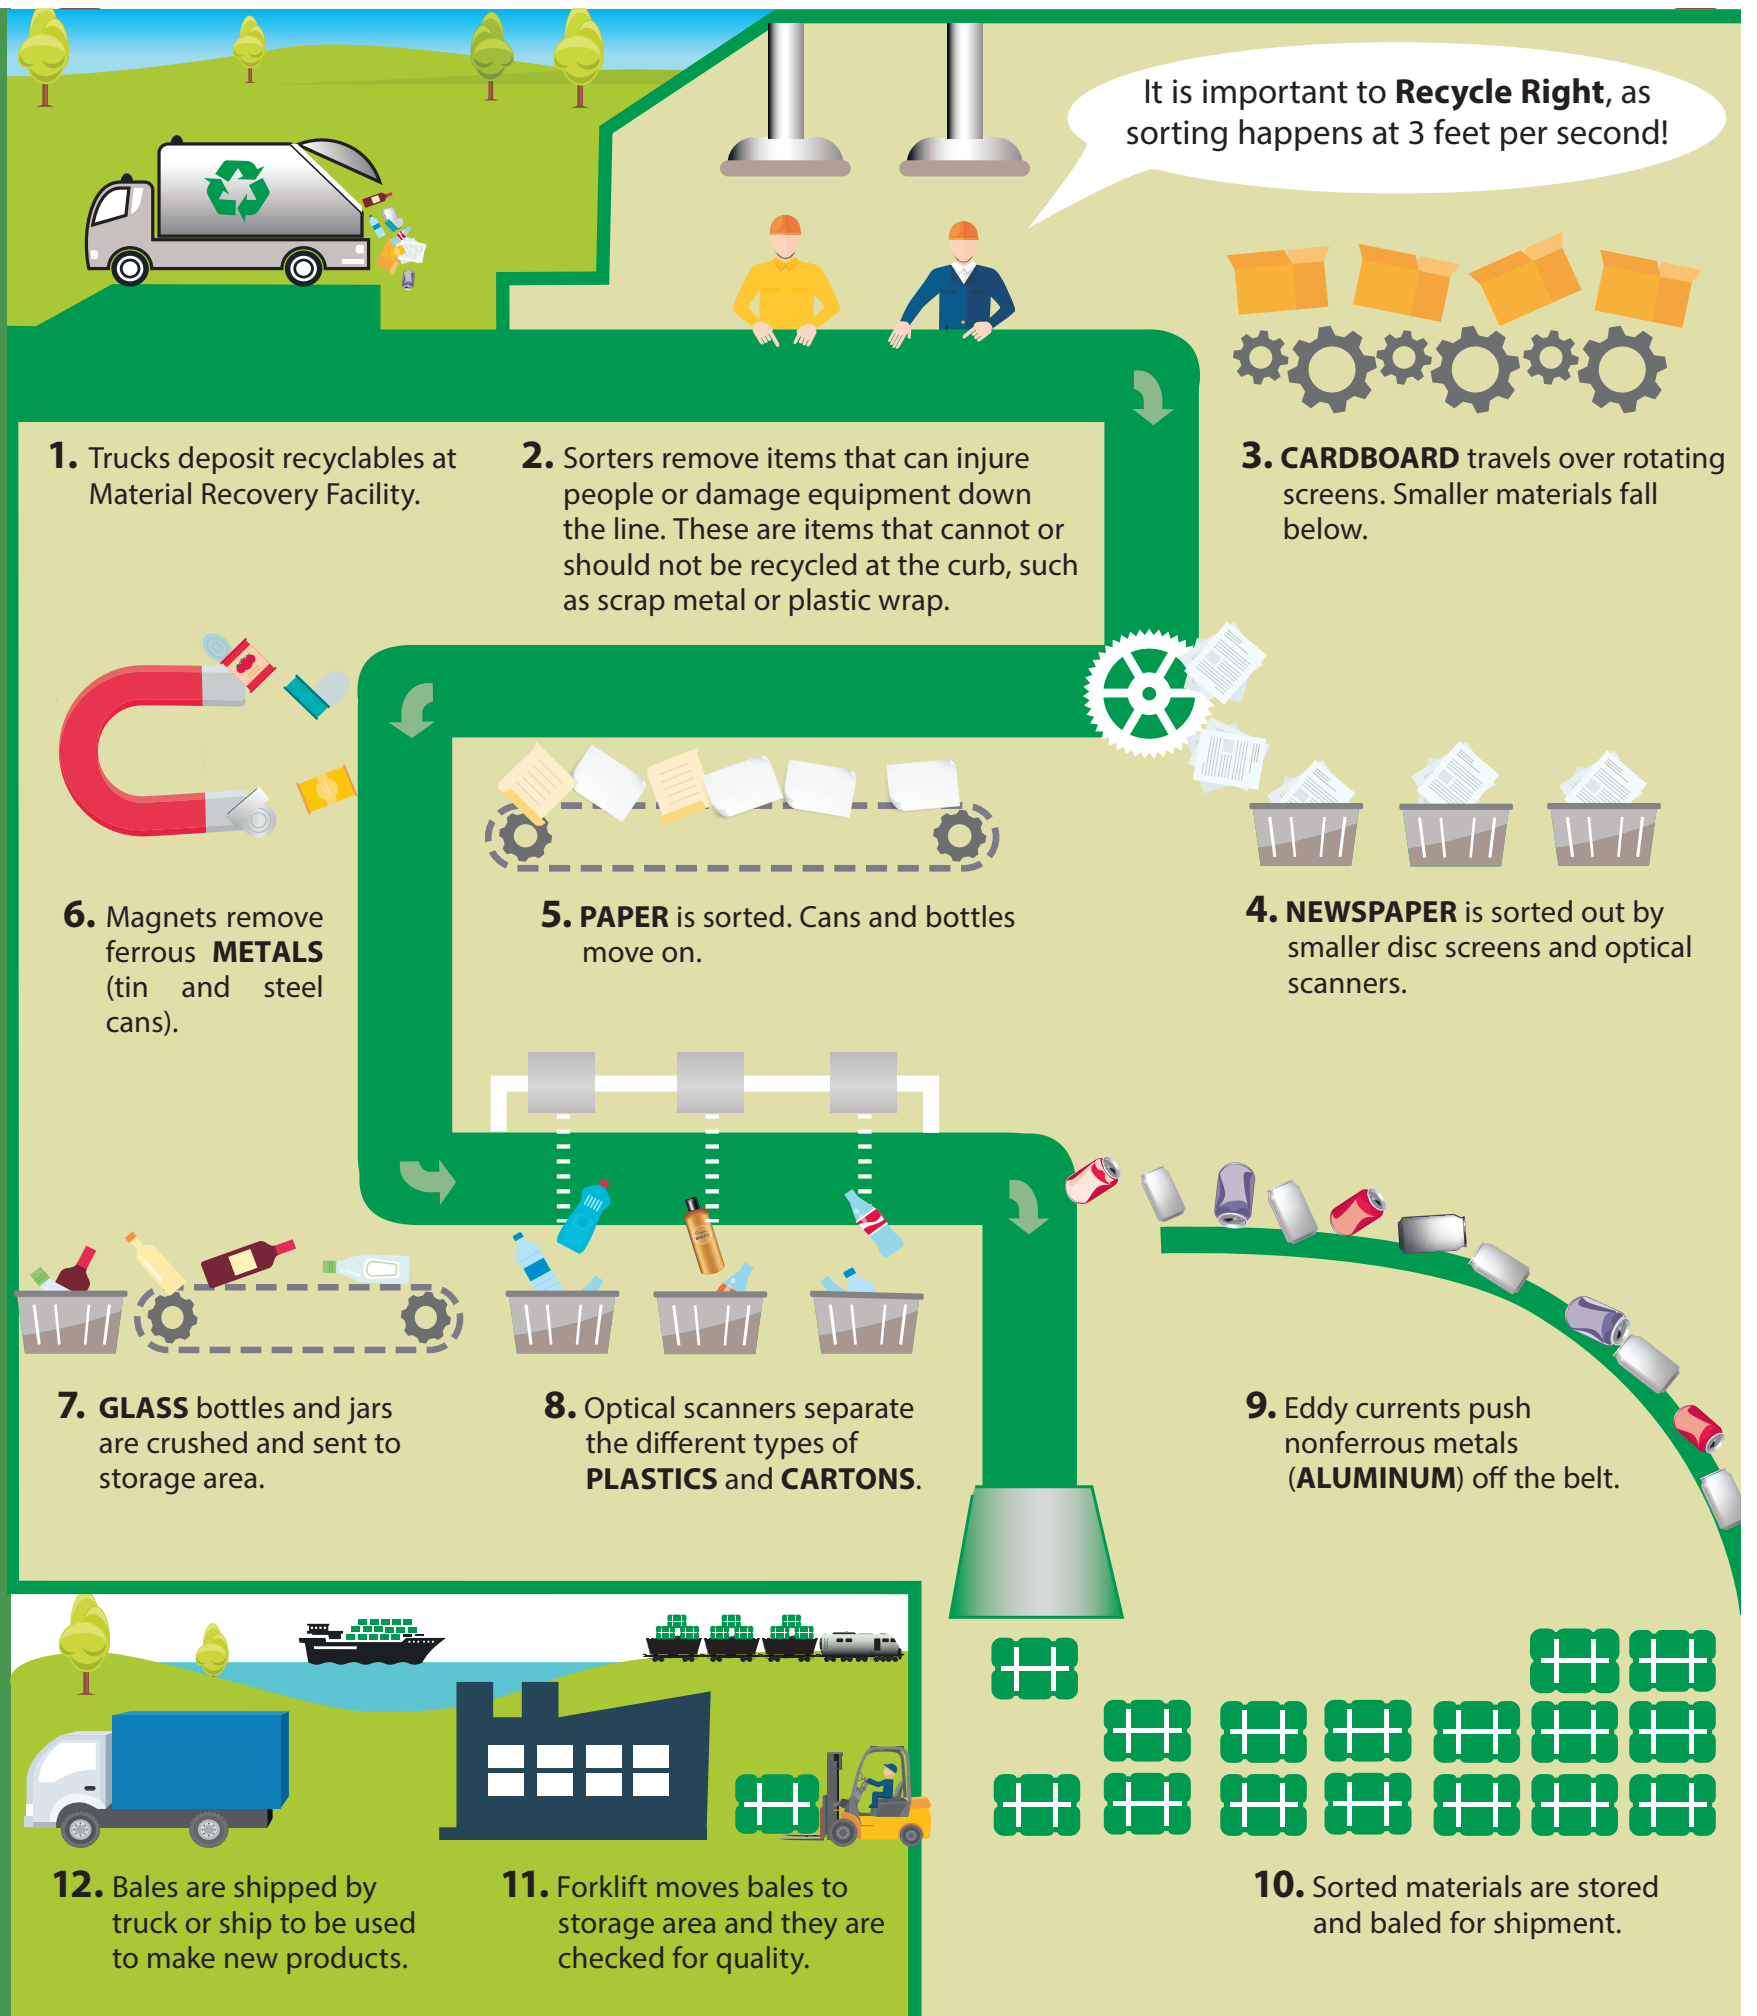 It is important to Recycle Right, as
sorting happens at 3 feet per second!
1. Trucks deposit recyclables at
Material Recovery Facility.
2. Sorters remove items that can injure
people or damage equipment down
the line. These are items that cannot or
should not be recycled at the curb, such
as scrap metal or plastic wrap.
3. CARDBOARD travels over rotating
screens. Smaller materials fall
below.
4. NEWSPAPER is sorted out by
smaller disc screens and optical
scanners.
5. PAPER is sorted. Cans and bottles
move on.
6. Magnets remove
ferrous METALS
(tin and steel
cans).
7. GLASS bottles and jars
are crushed and sent to
storage area.
8. Optical scanners separate
the different types of
PLASTICS and CARTONS.
9. Eddy currents push
nonferrous metals
(ALUMINUM) off the belt.
10. Sorted materials are stored
and baled for shipment.
11. Forklift moves bales to
storage area and they are
checked for quality.
12. Bales are shipped by
truck or ship to be used
to make new products.